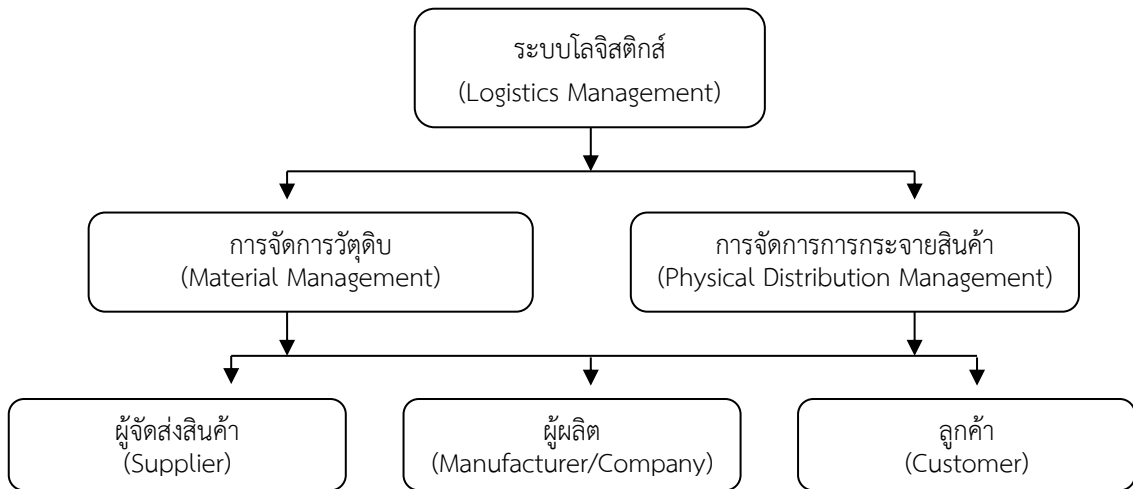 ระบบโลจิสติกส์
(Logistics Management)
การจัดการวัตุดิบ
(Material Management)
การจัดการการกระจายสินค้า
(Physical Distribution Management)
ผู้จัดส่งสินค้า
(Supplier)
ผู้ผลิต
(Manufacturer/Company)
ลูกค้า
(Customer)